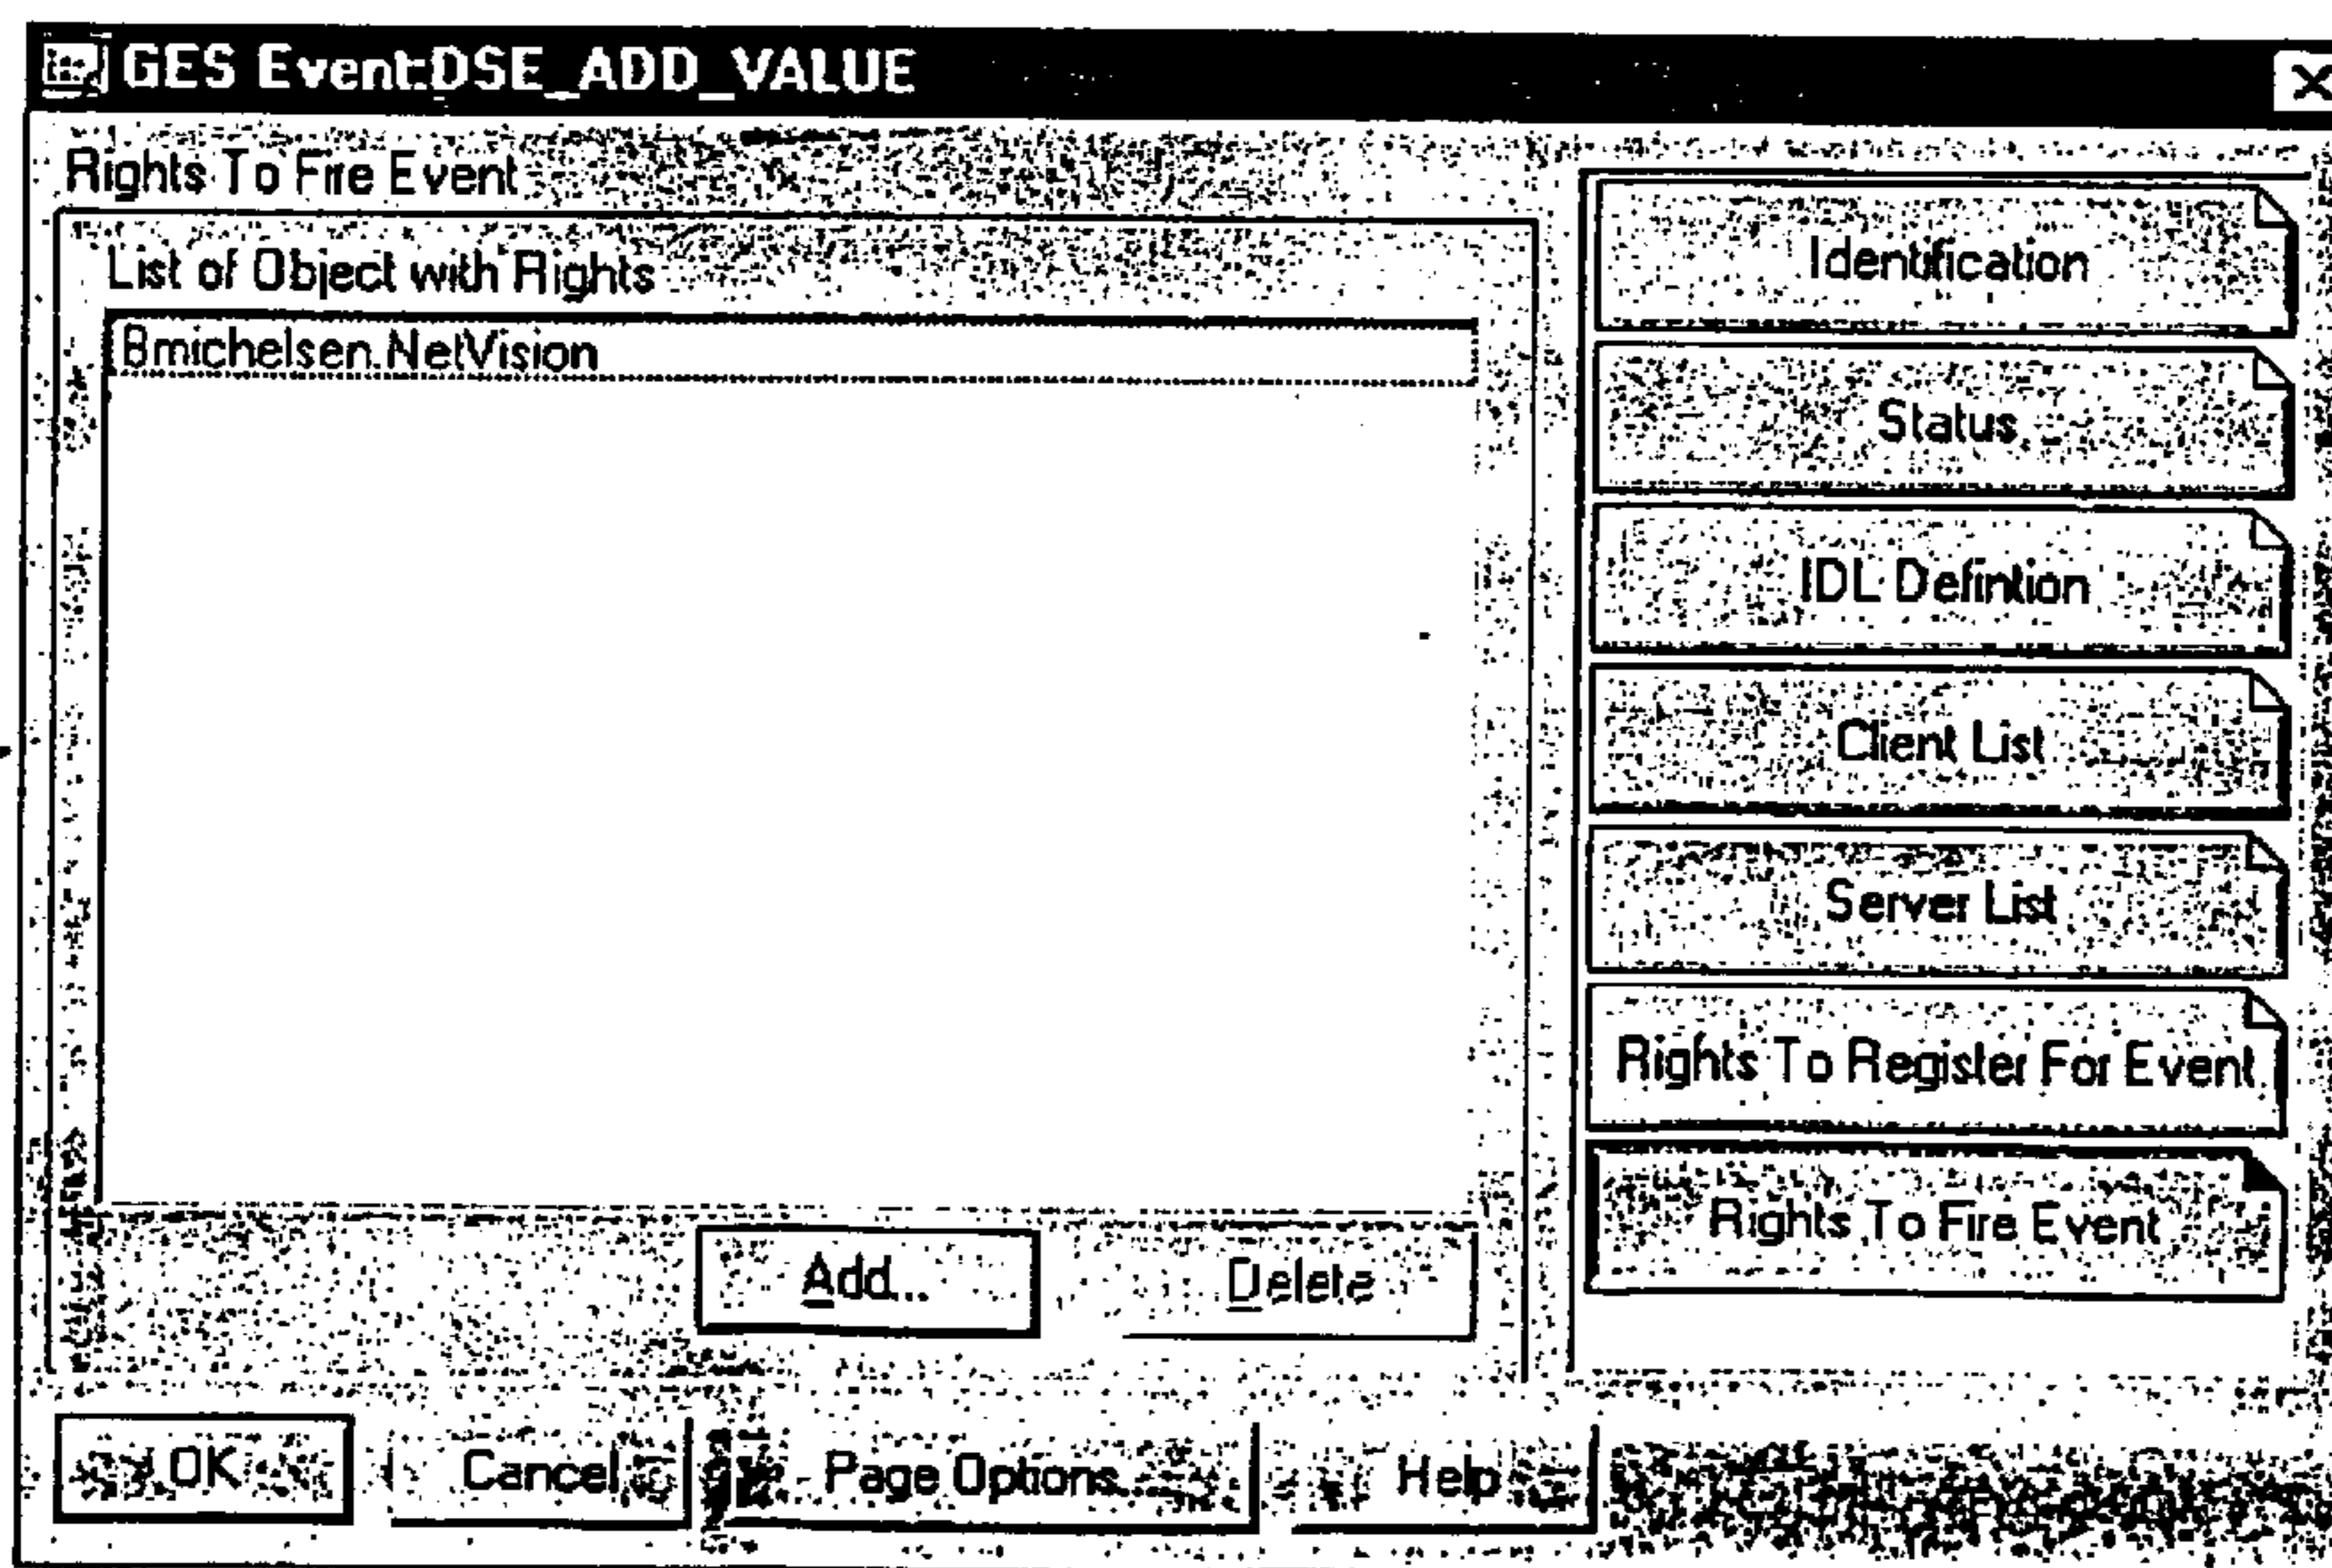 GES Event:DSE_ADD_VALUE
Rights To Fire Event
List of Object with Rights
Bmichelsen.NetVision
Add...
Delete
Identification
Status
IDL Defintion
Client List
Server List
Rights To Register For Event
Rights To Fire Event
OK
Cancel
Page Options...
Help